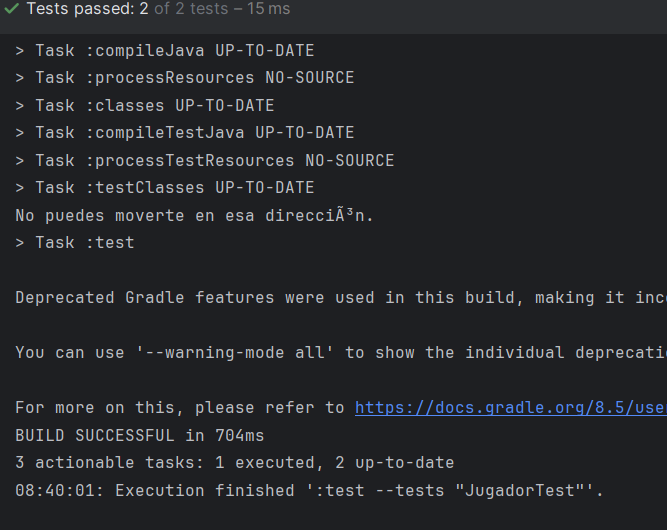 Tests passed: 2 of 2 tests – 15 ms
> Task :compileJava UP-TO-DATE
> Task :processResources NO-SOURCE
> Task :classes UP-TO-DATE
> Task :compileTestJava UP-TO-DATE
> Task :processTestResources NO-SOURCE
> Task :testClasses UP-TO-DATE
No puedes moverte en esa direcciÃ³n.
> Task :test
Deprecated Gradle features were used in this build, making it
You can use '--warning-mode all' to show the individual
For more on this, please refer to https://docs.gradle.org/8.5/use
BUILD SUCCESSFUL in 704ms
3 actionable tasks: 1 executed, 2 up-to-date
08:40:01: Execution finished ':test --tests "JugadorTest"'.